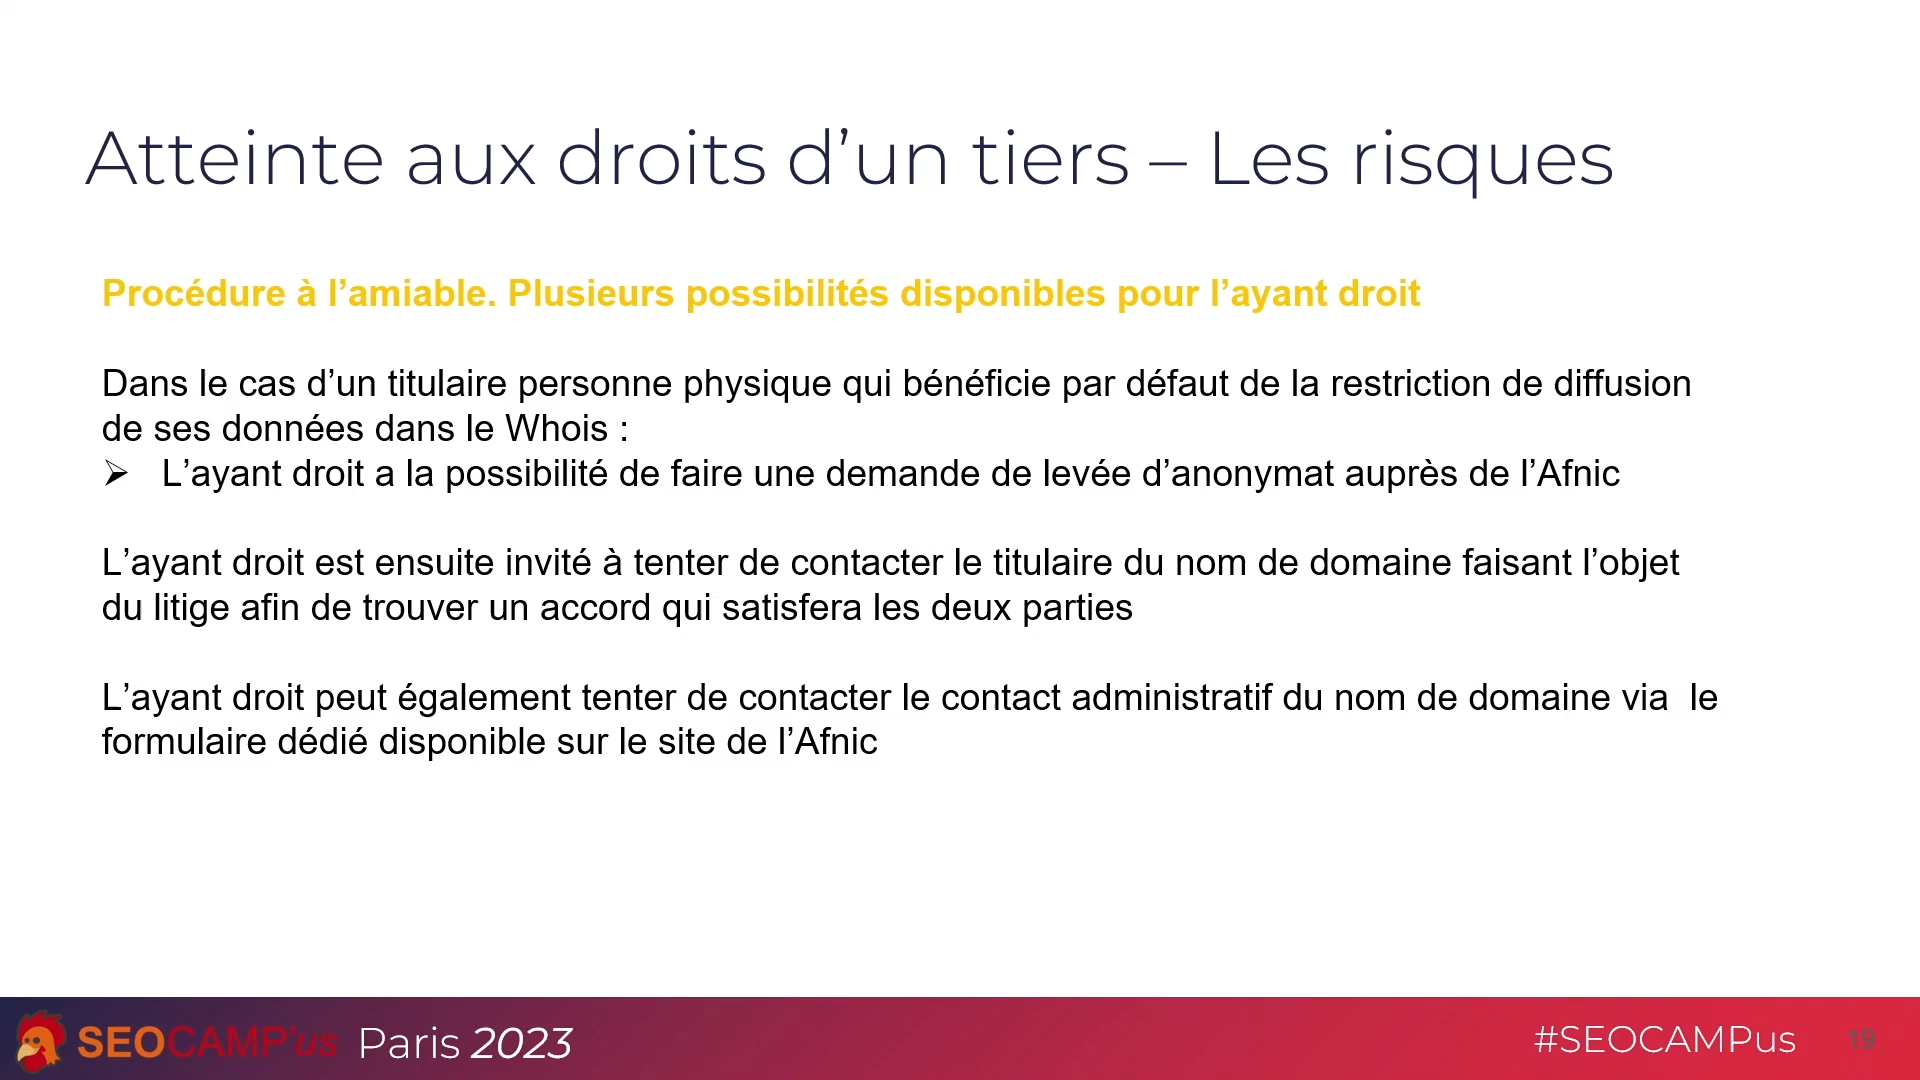 Atteinte aux droits d’un tiers – Les risques
Procédure à l’amiable. Plusieurs possibilités disponibles pour l’ayant droit
Dans le cas d’un titulaire personne physique qui bénéficie par défaut de la restriction de diffusion
de ses données dans le Whois :
➢ L’ayant droit a la possibilité de faire une demande de levée d’anonymat auprès de l’Afnic
L’ayant droit est ensuite invité à tenter de contacter le titulaire du nom de domaine faisant l’objet
du litige afin de trouver un accord qui satisfera les deux parties
L’ayant droit peut également tenter de contacter le contact administratif du nom de domaine via  le
formulaire dédié disponible sur le site de l’Afnic
SEOCAMP'us Paris 2023
#SEOCAMPus 19